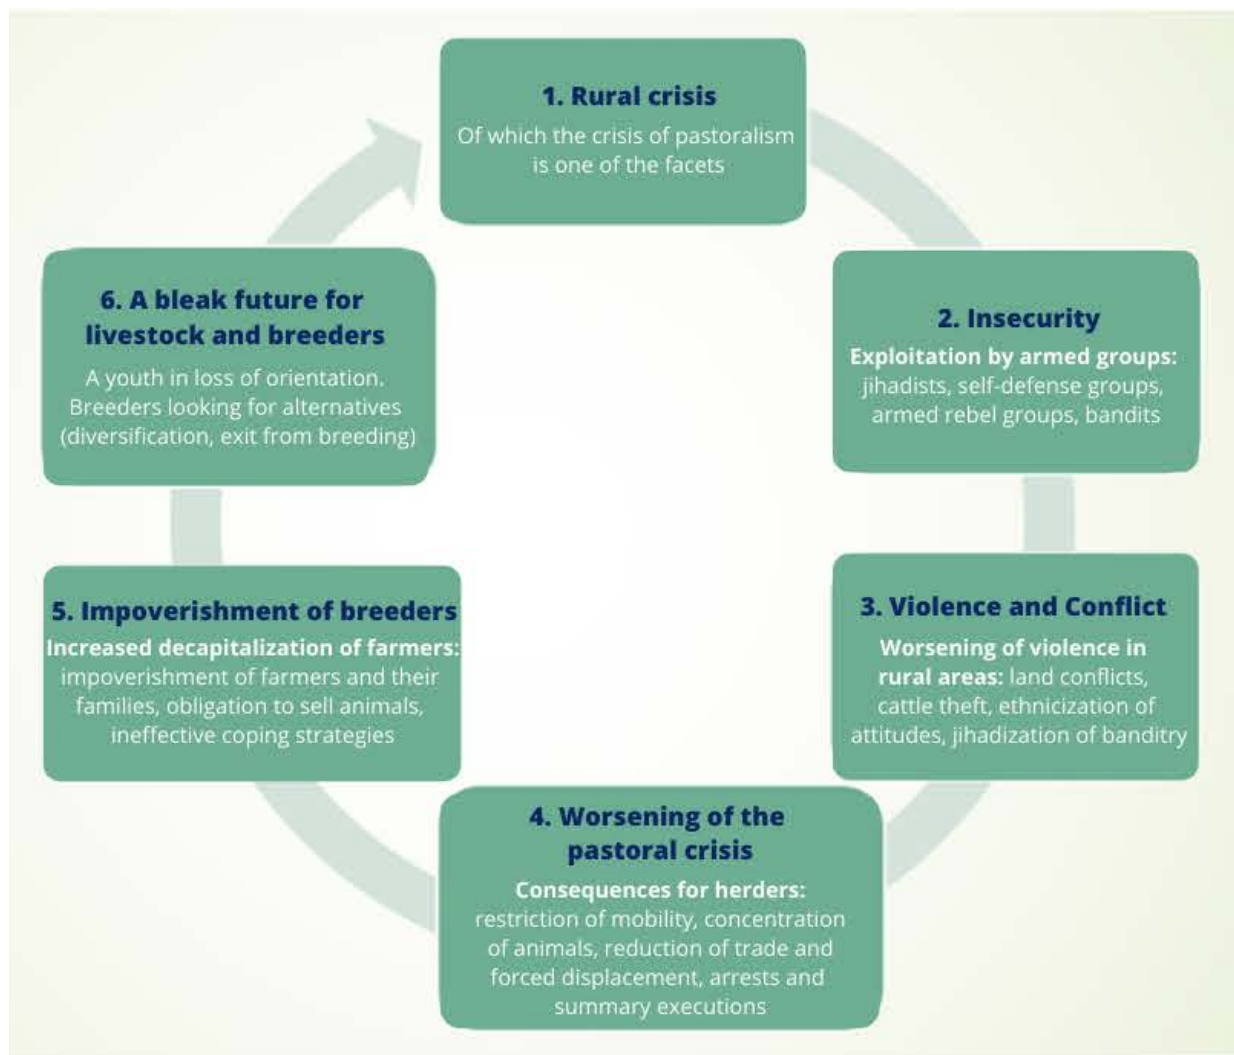 1. Rural crisis
Of which the crisis of pastoralism
is one of the facets
2. Insecurity
Exploitation by armed groups:
jihadists, self-defense groups,
armed rebel groups, bandits
3. Violence and Conflict
Worsening of violence in
rural areas: land conflicts,
cattle theft, ethnicization of
attitudes, jihadization of banditry
4. Worsening of the
pastoral crisis
Consequences for herders:
restriction of mobility, concentration
of animals, reduction of trade and
forced displacement, arrests and
summary executions
5. Impoverishment of breeders
Increased decapitalization of farmers:
impoverishment of farmers and their
families, obligation to sell animals,
ineffective coping strategies
6. A bleak future for
livestock and breeders
A youth in loss of orientation.
Breeders looking for alternatives
(diversification, exit from breeding)